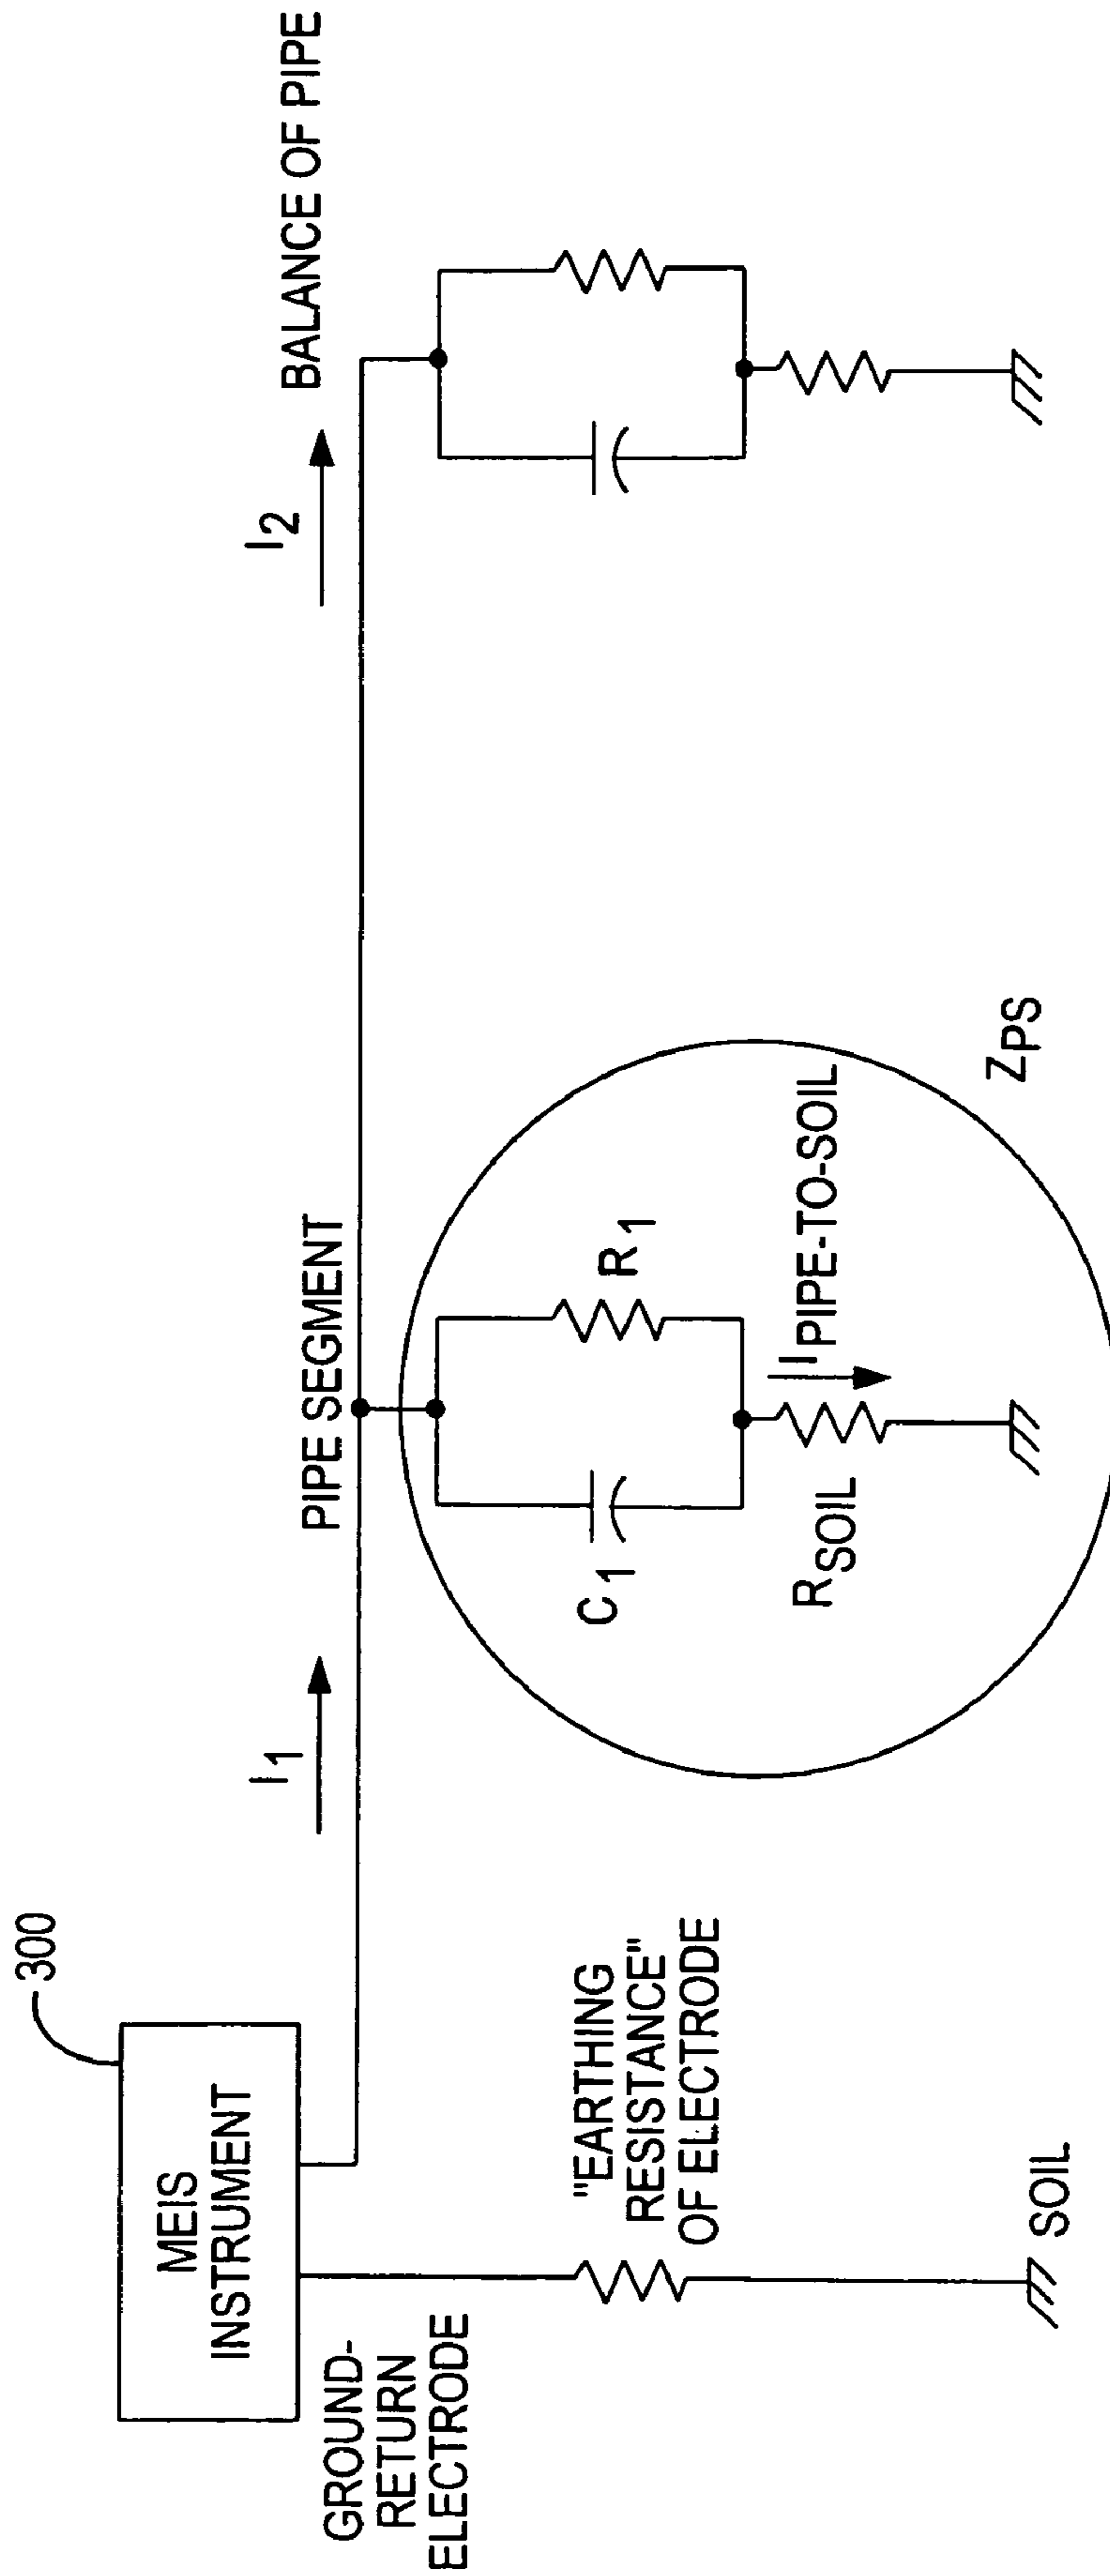 300
MEIS
INSTRUMENT
GROUND-
RETURN
ELECTRODE
"EARTHING
RESISTANCE"
OF ELECTRODE
SOIL
I1
PIPE SEGMENT
C1
R1
RSOIL
IPIPE-TO-SOIL
ZPS
I2
BALANCE OF PIPE